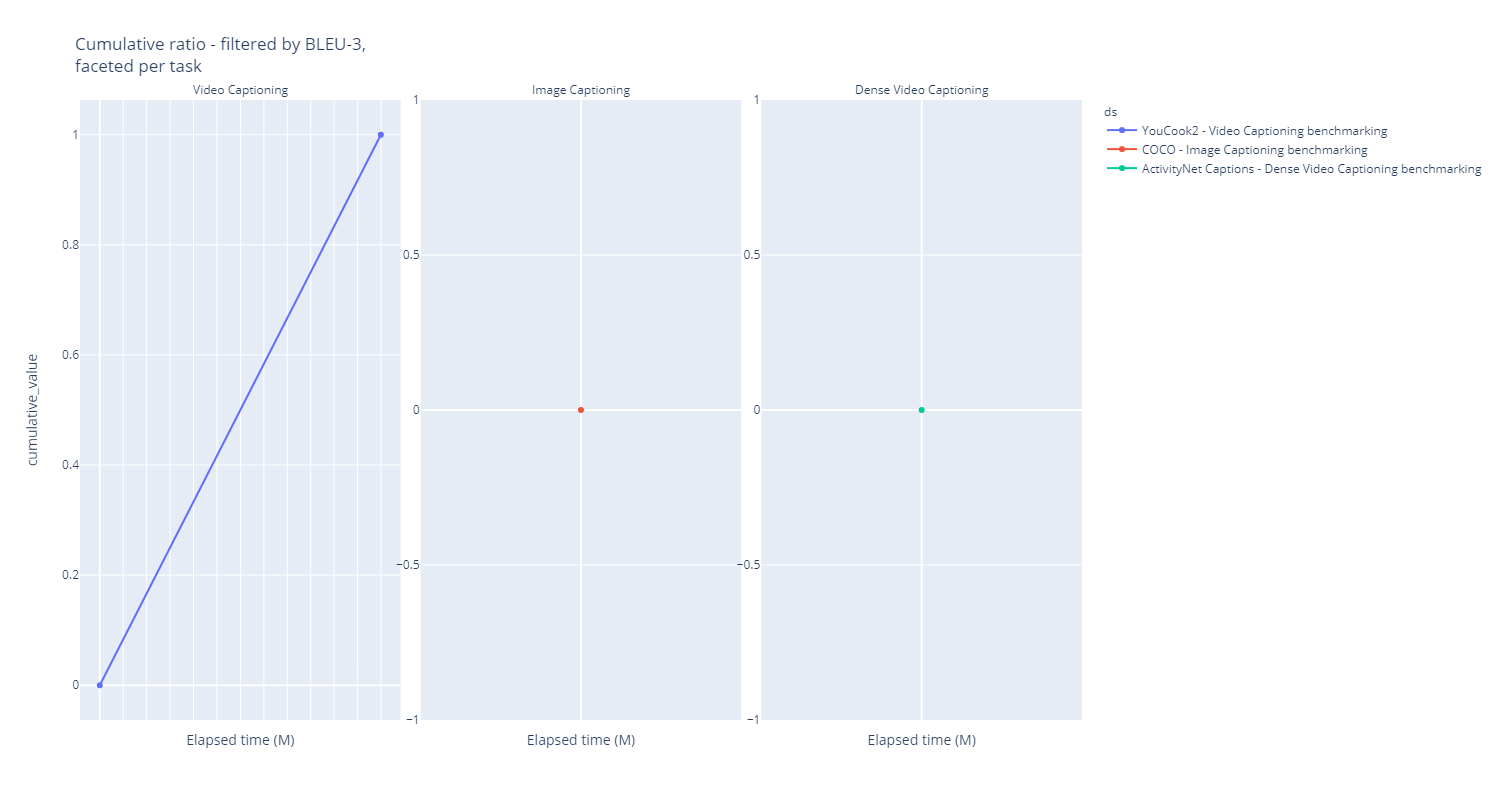 Cumulative ratio - filtered by BLEU-3,
faceted per task
Video Captioning
Image Captioning
Dense Video Captioning
cumulative_value
1
0.8
0.6
0.4
0.2
0
1
0.5
0
−0.5
−1
1
0.5
0
−0.5
−1
Elapsed time (M)
Elapsed time (M)
Elapsed time (M)
ds
YouCook2 - Video Captioning benchmarking
COCO - Image Captioning benchmarking
ActivityNet Captions - Dense Video Captioning benchmarking